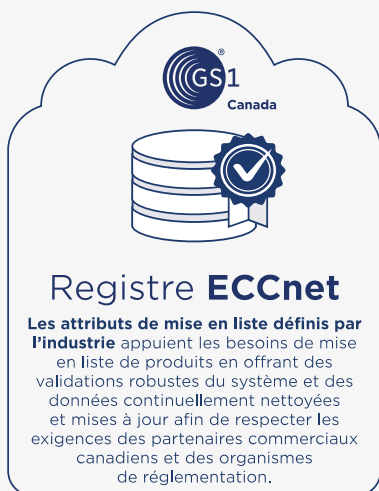 GS1
®
Canada
Registre ECCnet
Les attributs de mise en liste définis par
l'industrie appuient les besoins de mise
en liste de produits en offrant des
validations robustes du système et des
données continuellement nettoyées
et mises à jour afin de respecter les
exigences des partenaires commerciaux
canadiens et des organismes
de réglementation.